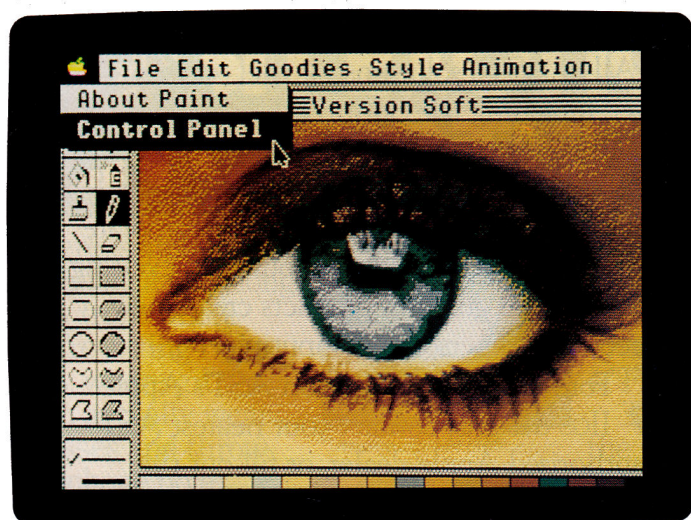 File Edit Goodies Style Animation
About Paint
Version Soft
Control Panel